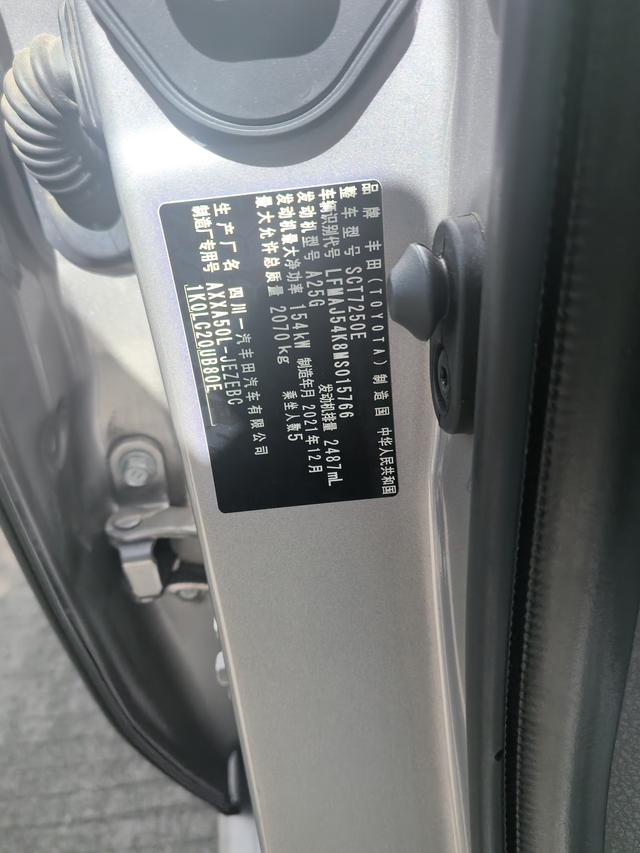 品牌 丰田(TOYOTA) 制造国 中华人民共和国
整车型号 SCT7250E
车辆识别代号 LFMAJ54K8MS015766
发动机型号 A25G 发动机排量 2487mL
发动机最大净功率 154kW 制造年月 2021年12月
最大允许总质量 2070kg 乘坐人数5
生产厂名 四川一汽丰田汽车有限公司
制造厂专用号 AXXA50L-JEZEBG
1K0LC20UB80E